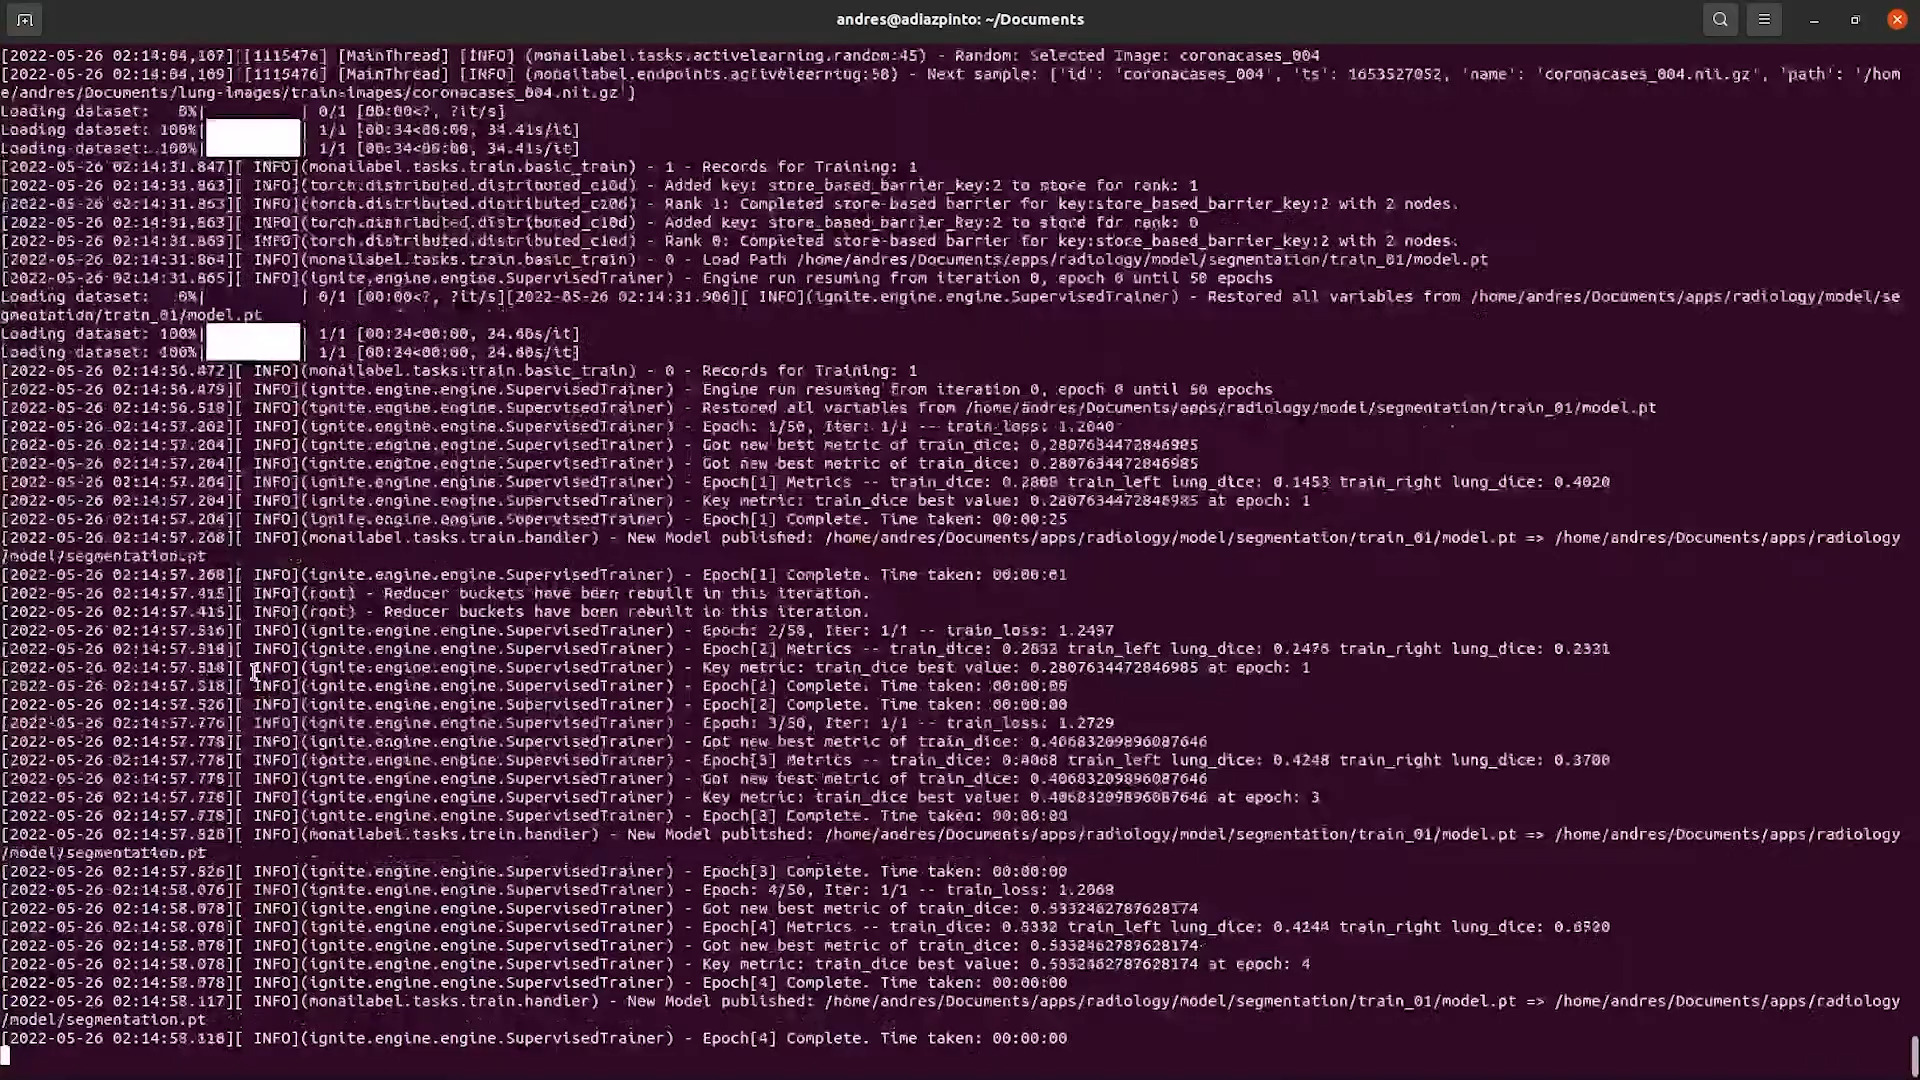 andres@adiazpinto: ~/Documents
[2022-05-26 02:14:04,107][[1115476] [MainThread] [INFO] (monailabel.tasks.activelearning.random:45) - Random: Selected Image: coronacases_004
[2022-05-26 02:14:04,109][[1115476] [MainThread] [INFO] (monailabel.endpoints.activelearning:58) - Next sample: ['id': 'coronacases_004', 'ts': 1653527052, 'name': 'coronacases_004.nii.gz', 'path': '/hom
e/andres/Documents/lung-images/train-images/coronacases_004.nii.gz'}
Loading dataset: 0%| | 0/1 [00:00<?, ?it/s]
Loading dataset: 100%| | 1/1 [00:34<00:00, 34.41s/it]
Loading dataset: 100%| | 1/1 [00:34<00:00, 34.41s/it]
[2022-05-26 02:14:31.847][ INFO](monailabel.tasks.train.basic_train) - 1 - Records for Training: 1
[2022-05-26 02:14:31.863][ INFO](torch.distributed.distributed_c10d) - Added key: store_based_barrier_key:2 to store for rank: 1
[2022-05-26 02:14:31.863][ INFO](torch.distributed.distributed_c10d) - Rank 1: Completed store-based barrier for key:store_based_barrier_key:2 with 2 nodes.
[2022-05-26 02:14:31.863][ INFO](torch.distributed.distributed_c10d) - Added key: store_based_barrier_key:2 to store for rank: 0
[2022-05-26 02:14:31.863][ INFO](torch.distributed.distributed_c10d) - Rank 0: Completed store-based barrier for key:store_based_barrier_key:2 with 2 nodes.
[2022-05-26 02:14:31.864][ INFO](monailabel.tasks.train.basic_train) - 0 - Load Path /home/andres/Documents/apps/radiology/model/segmentation/train_01/model.pt
[2022-05-26 02:14:31.865][ INFO](ignite.engine.engine.SupervisedTrainer) - Engine run resuming from iteration 0, epoch 0 until 50 epochs
Loading dataset: 0%| | 0/1 [00:00<?, ?it/s][2022-05-26 02:14:31.906][ INFO](ignite.engine.engine.SupervisedTrainer) - Restored all variables from /home/andres/Documents/apps/radiology/model/se
gmentation/train_01/model.pt
Loading dataset: 100%| | 1/1 [00:24<00:00, 24.60s/it]
Loading dataset: 100%| | 1/1 [00:24<00:00, 24.60s/it]
[2022-05-26 02:14:56.472][ INFO](monailabel.tasks.train.basic_train) - 0 - Records for Training: 1
[2022-05-26 02:14:56.479][ INFO](ignite.engine.engine.SupervisedTrainer) - Engine run resuming from iteration 0, epoch 0 until 50 epochs
[2022-05-26 02:14:56.518][ INFO](ignite.engine.engine.SupervisedTrainer) - Restored all variables from /home/andres/Documents/apps/radiology/model/segmentation/train_01/model.pt
[2022-05-26 02:14:57.202][ INFO](ignite.engine.engine.SupervisedTrainer) - Epoch: 1/50, Iter: 1/1 -- train_loss: 1.2040
[2022-05-26 02:14:57.204][ INFO](ignite.engine.engine.SupervisedTrainer) - Got new best metric of train_dice: 0.2807634472846985
[2022-05-26 02:14:57.204][ INFO](ignite.engine.engine.SupervisedTrainer) - Got new best metric of train_dice: 0.2807634472846985
[2022-05-26 02:14:57.204][ INFO](ignite.engine.engine.SupervisedTrainer) - Epoch[1] Metrics -- train_dice: 0.2808 train_left lung_dice: 0.1453 train_right lung_dice: 0.4020
[2022-05-26 02:14:57.204][ INFO](ignite.engine.engine.SupervisedTrainer) - Key metric: train_dice best value: 0.2807634472846985 at epoch: 1
[2022-05-26 02:14:57.204][ INFO](ignite.engine.engine.SupervisedTrainer) - Epoch[1] Complete. Time taken: 00:00:25
[2022-05-26 02:14:57.268][ INFO](monailabel.tasks.train.handler) - New Model published: /home/andres/Documents/apps/radiology/model/segmentation/train_01/model.pt => /home/andres/Documents/apps/radiology
/model/segmentation.pt
[2022-05-26 02:14:57.268][ INFO](ignite.engine.engine.SupervisedTrainer) - Epoch[1] Complete. Time taken: 00:00:01
[2022-05-26 02:14:57.415][ INFO](root) - Reducer buckets have been rebuilt in this iteration.
[2022-05-26 02:14:57.415][ INFO](root) - Reducer buckets have been rebuilt in this iteration.
[2022-05-26 02:14:57.516][ INFO](ignite.engine.engine.SupervisedTrainer) - Epoch: 2/50, Iter: 1/1 -- train_loss: 1.2497
[2022-05-26 02:14:57.518][ INFO](ignite.engine.engine.SupervisedTrainer) - Epoch[2] Metrics -- train_dice: train_left lung_dice: 0.2476 train_right lung_dice: 0.2331
[2022-05-26 02:14:57.518][ INFO](ignite.engine.engine.SupervisedTrainer) - Key metric: train_dice best value: 0.2807634472846985 at epoch: 1
[2022-05-26 02:14:57.518][ INFO](ignite.engine.engine.SupervisedTrainer) - Epoch[2] Complete. Time taken: 00:00:00
[2022-05-26 02:14:57.526][ INFO](ignite.engine.engine.SupervisedTrainer) - Epoch[2] Complete. Time taken: 00:00:00
[2022-05-26 02:14:57.776][ INFO](ignite.engine.engine.SupervisedTrainer) - Epoch: 3/50, Iter: 1/1 -- train_loss: 1.2729
[2022-05-26 02:14:57.778][ INFO](ignite.engine.engine.SupervisedTrainer) - Got new best metric of train_dice: 0.40683209896087646
[2022-05-26 02:14:57.778][ INFO](ignite.engine.engine.SupervisedTrainer) - Epoch[3] Metrics -- train_dice: 0.4068 train_left lung_dice: 0.4248 train_right lung_dice: 0.3700
[2022-05-26 02:14:57.778][ INFO](ignite.engine.engine.SupervisedTrainer) - Got new best metric of train_dice: 0.40683209896087646
[2022-05-26 02:14:57.778][ INFO](ignite.engine.engine.SupervisedTrainer) - Key metric: train_dice best value: 0.40683209896087646 at epoch: 3
[2022-05-26 02:14:57.778][ INFO](ignite.engine.engine.SupervisedTrainer) - Epoch[3] Complete. Time taken: 00:00:00
[2022-05-26 02:14:57.826][ INFO](monailabel.tasks.train.handler) - New Model published: /home/andres/Documents/apps/radiology/model/segmentation/train_01/model.pt => /home/andres/Documents/apps/radiology
/model/segmentation.pt
[2022-05-26 02:14:57.826][ INFO](ignite.engine.engine.SupervisedTrainer) - Epoch[3] Complete. Time taken: 00:00:00
[2022-05-26 02:14:58.076][ INFO](ignite.engine.engine.SupervisedTrainer) - Epoch: 4/50, Iter: 1/1 -- train_loss: 1.2069
[2022-05-26 02:14:58.078][ INFO](ignite.engine.engine.SupervisedTrainer) - Got new best metric of train_dice: 0.5332462787628174
[2022-05-26 02:14:58.078][ INFO](ignite.engine.engine.SupervisedTrainer) - Epoch[4] Metrics -- train_dice: 0.5332 train_left lung_dice: 0.4144 train_right lung_dice:
[2022-05-26 02:14:58.078][ INFO](ignite.engine.engine.SupervisedTrainer) - Got new best metric of train_dice: 0.5332462787628174
[2022-05-26 02:14:58.078][ INFO](ignite.engine.engine.SupervisedTrainer) - Key metric: train_dice best value: 0.5332462787628174 at epoch: 4
[2022-05-26 02:14:58.078][ INFO](ignite.engine.engine.SupervisedTrainer) - Epoch[4] Complete. Time taken: 00:00:00
[2022-05-26 02:14:58.117][ INFO](monailabel.tasks.train.handler) - New Model published: /home/andres/Documents/apps/radiology/model/segmentation/train_01/model.pt => /home/andres/Documents/apps/radiology
/model/segmentation.pt
[2022-05-26 02:14:58.118][ INFO](ignite.engine.engine.SupervisedTrainer) - Epoch[4] Complete. Time taken: 00:00:00